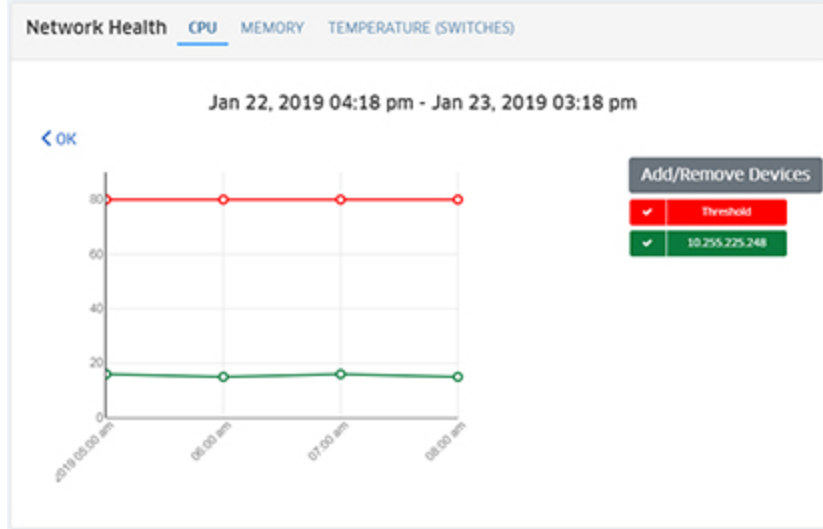 Network Health CPU MEMORY TEMPERATURE (SWITCHES)
Jan 22, 2019 04:18 pm - Jan 23, 2019 03:18 pm
OK
Add/Remove Devices
Threshold
10.255.225.248
80
60
40
20
0
2019 05:00 am
06:00 am
07:00 am
08:00 am